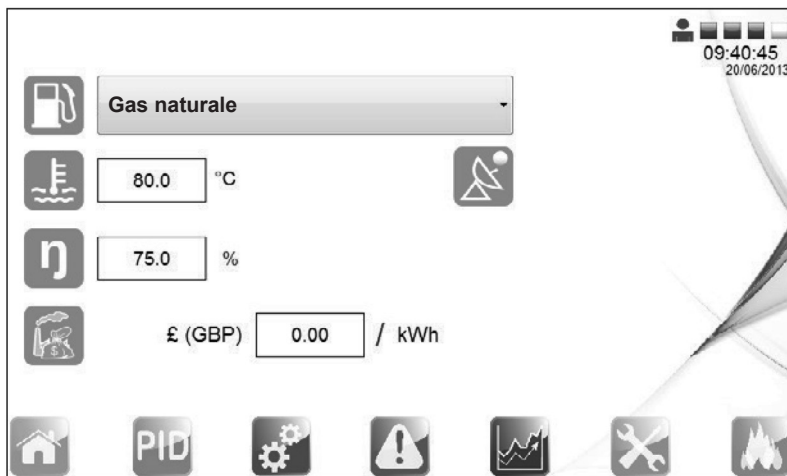 09:40:45
20/06/2013
Gas naturale
80.0 °C
η 75.0 %
$
£ (GBP) 0.00 / kWh
PID